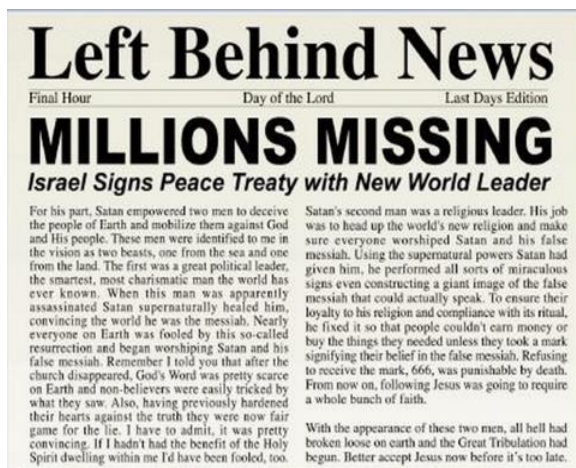 Left Behind News
Final Hour Day of the Lord Last Days Edition
MILLIONS MISSING
Israel Signs Peace Treaty with New World Leader
For his part, Satan empowered two men to deceive
the people of Earth and mobilize them against God
and His people. These men were identified to me in
the vision as two beasts, one from the sea and one
from the land. The first was a great political leader,
the smartest, most charismatic man the world has
ever known. When this man was apparently
assassinated Satan supernaturally healed him,
convincing the world he was the messiah. Nearly
everyone on Earth was fooled by this so-called
resurrection and began worshiping Satan and his
false messiah. Remember I told you that after the
church disappeared, God's Word was pretty scarce
on Earth and non-believers were easily tricked by
what they saw. Also, having previously hardened
their hearts against the truth they were now fair
game for the lie. I have to admit, it was pretty
convincing. If I hadn't had the benefit of the Holy
Spirit dwelling within me I'd have been fooled, too.
Satan's second man was a religious leader. His job
was to head up the world's new religion and make
sure everyone worshiped Satan and his false
messiah. Using the supernatural powers Satan had
given him, he performed all sorts of miraculous
signs even constructing a giant image of the false
messiah that could actually speak. To ensure their
loyalty to his religion and compliance with its ritual,
he fixed it so that people couldn't earn money or
buy the things they needed unless they took a mark
signifying their belief in the false messiah. Refusing
to receive the mark, 666, was punishable by death.
From now on, following Jesus was going to require
a whole bunch of faith.
With the appearance of these two men, all hell had
broken loose on earth and the Great Tribulation had
begun. Better accept Jesus now before it's too late.